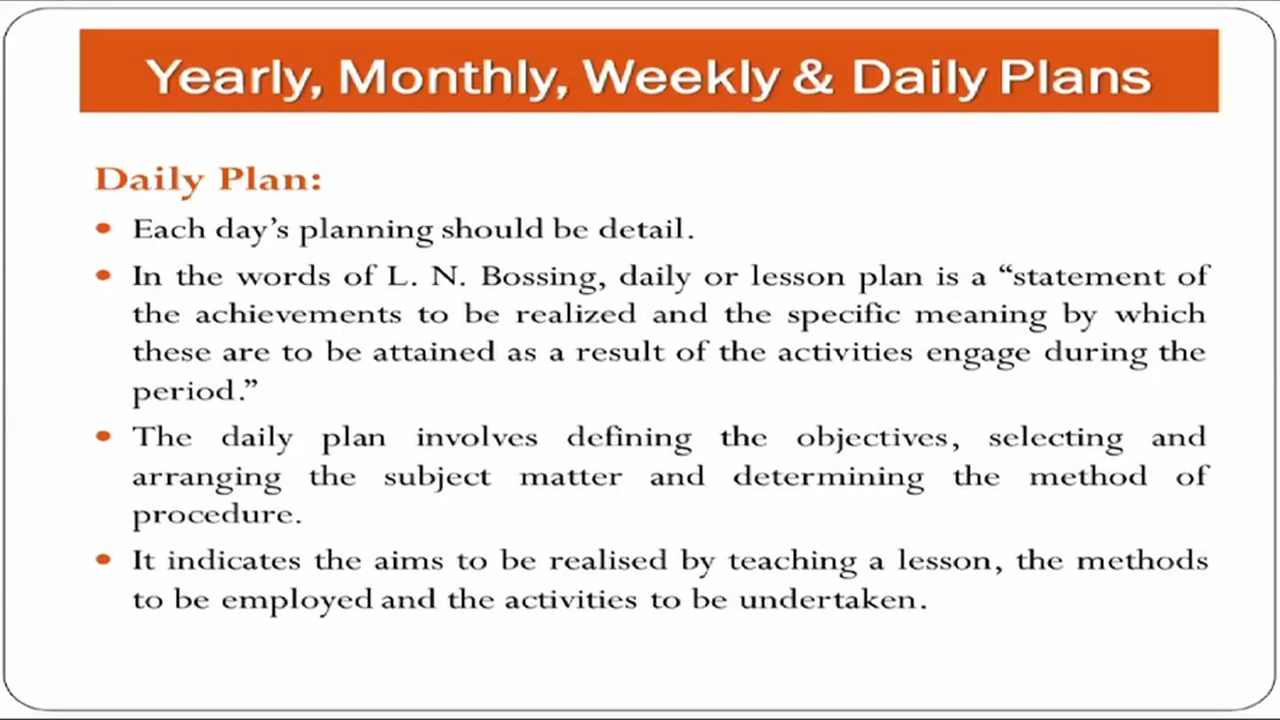 Yearly, Monthly, Weekly & Daily Plans
Daily Plan:
• Each day’s planning should be detail.
• In the words of L. N. Bossing, daily or lesson plan is a “statement of
the achievements to be realized and the specific meaning by which
these are to be attained as a result of the activities engage during the
period.”
• The daily plan involves defining the objectives, selecting and
arranging the subject matter and determining the method of
procedure.
• It indicates the aims to be realised by teaching a lesson, the methods
to be employed and the activities to be undertaken.